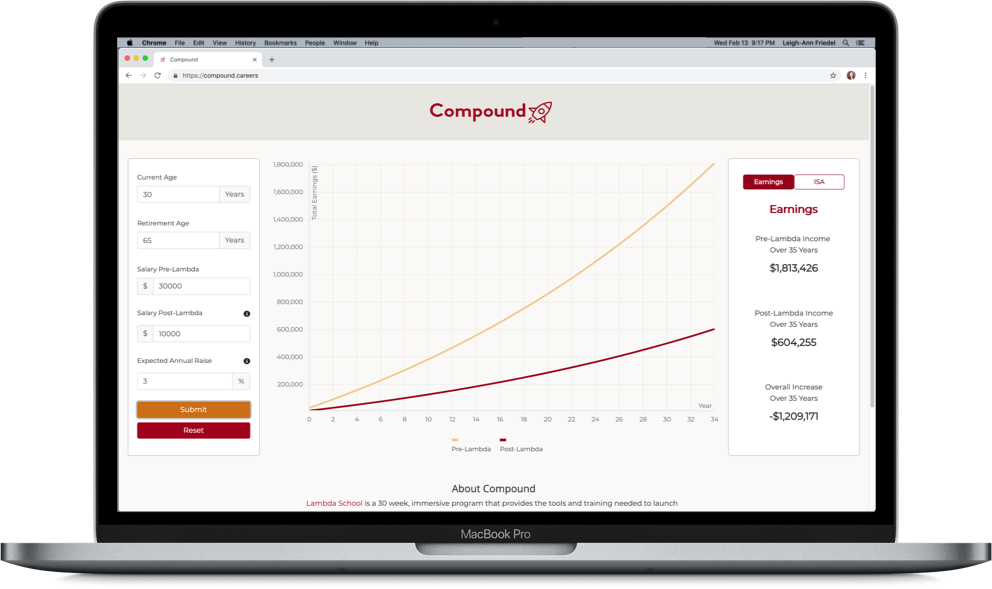 Chrome File Edit View History Bookmarks People Window Help
Wed Feb 13 9:17 PM Leigh-Ann Friedel
Compound
https://compound.careers
Compound
Current Age
30 Years
Retirement Age
65 Years
Salary Pre-Lambda
$ 30000
Salary Post-Lambda
$ 10000
Expected Annual Raise
3 %
Submit
Reset
Total Earnings ($)
1,800,000
1,600,000
1,400,000
1,200,000
1,000,000
800,000
600,000
400,000
200,000
Year
0 2 4 6 8 10 12 14 16 18 20 22 24 26 28 30 32 34
Pre-Lambda Post-Lambda
Earnings ISA
Earnings
Pre-Lambda Income
Over 35 Years
$1,813,426
Post-Lambda Income
Over 35 Years
$604,255
Overall Increase
Over 35 Years
-$1,209,171
About Compound
Lambda School is a 30 week, immersive program that provides the tools and training needed to launch
MacBook Pro